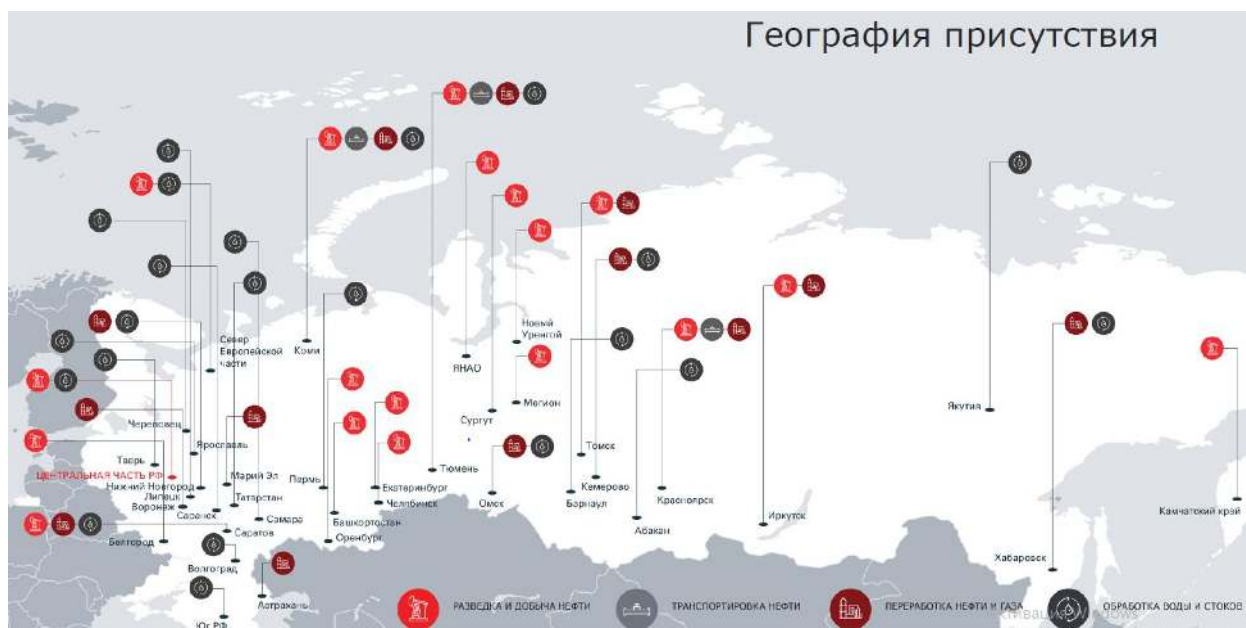 География присутствия
Север
Европейской
части
Коми
ЯНАО
Новый
Уренгой
Мегион
Сургут
Якутия
Череповец
Ярославль
Тверь
ЦЕНТРАЛЬНАЯ ЧАСТЬ РФ
Нижний Новгород
Липецк
Воронеж
Саранск
Марий Эл
Татарстан
Самара
Пермь
Екатеринбург
Челябинск
Башкортостан
Оренбург
Тюмень
Омск
Томск
Кемерово
Барнаул
Красноярск
Абакан
Иркутск
Камчатский край
Хабаровск
Белгород
Саратов
Волгоград
Астрахань
Юг РФ
РАЗВЕДКА И ДОБЫЧА НЕФТИ
ТРАНСПОРТИРОВКА НЕФТИ
ПЕРЕРАБОТКА НЕФТИ И ГАЗА
ОБРАБОТКА ВОДЫ И СТОКОВ